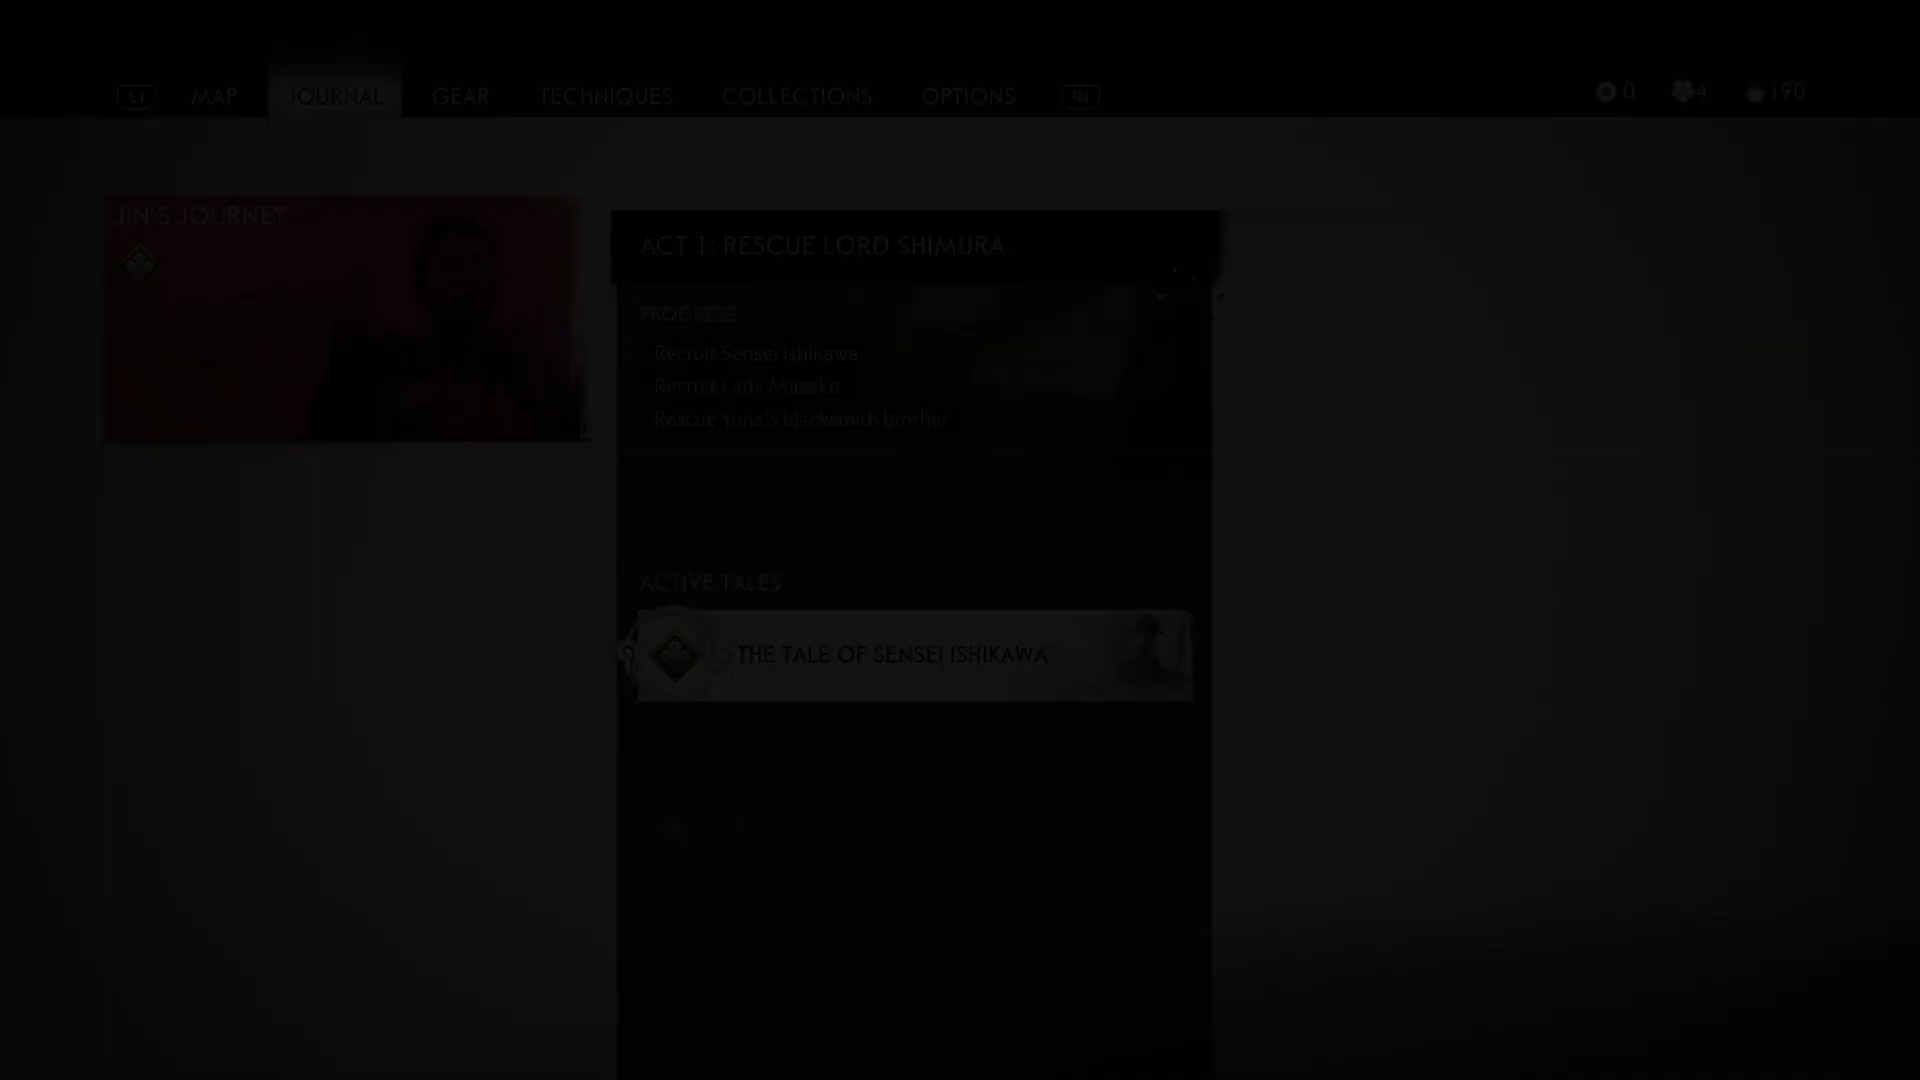 L1 MAP JOURNAL GEAR TECHNIQUES COLLECTIONS OPTIONS R1 0 4 190
JIN'S JOURNEY
ACT 1: RESCUE LORD SHIMURA
PROGRESS
Recruit Sensei Ishikawa
Recruit Lady Masako
Rescue Yuna's blacksmith brother
ACTIVE TALES
THE TALE OF SENSEI ISHIKAWA